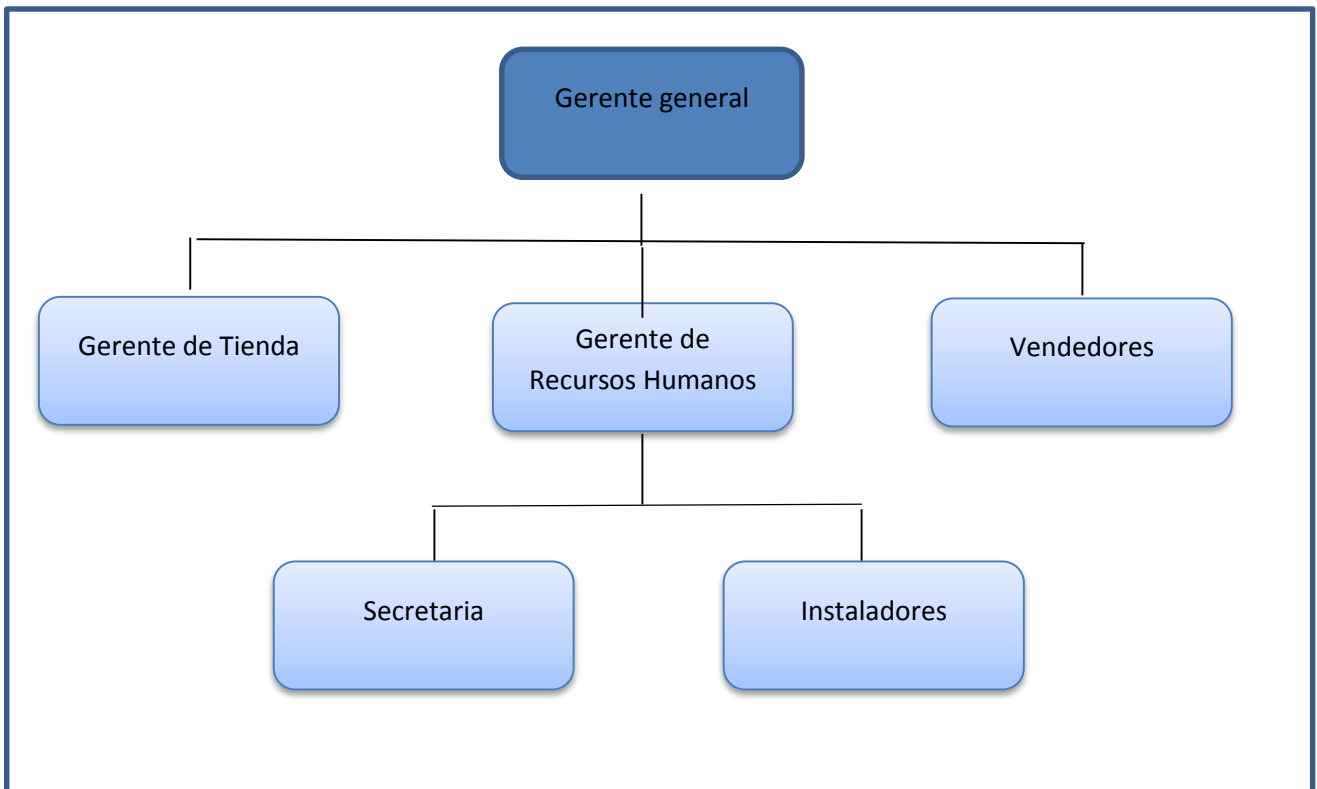 Gerente general
Gerente de Tienda
Gerente de
Recursos Humanos
Vendedores
Secretaria
Instaladores